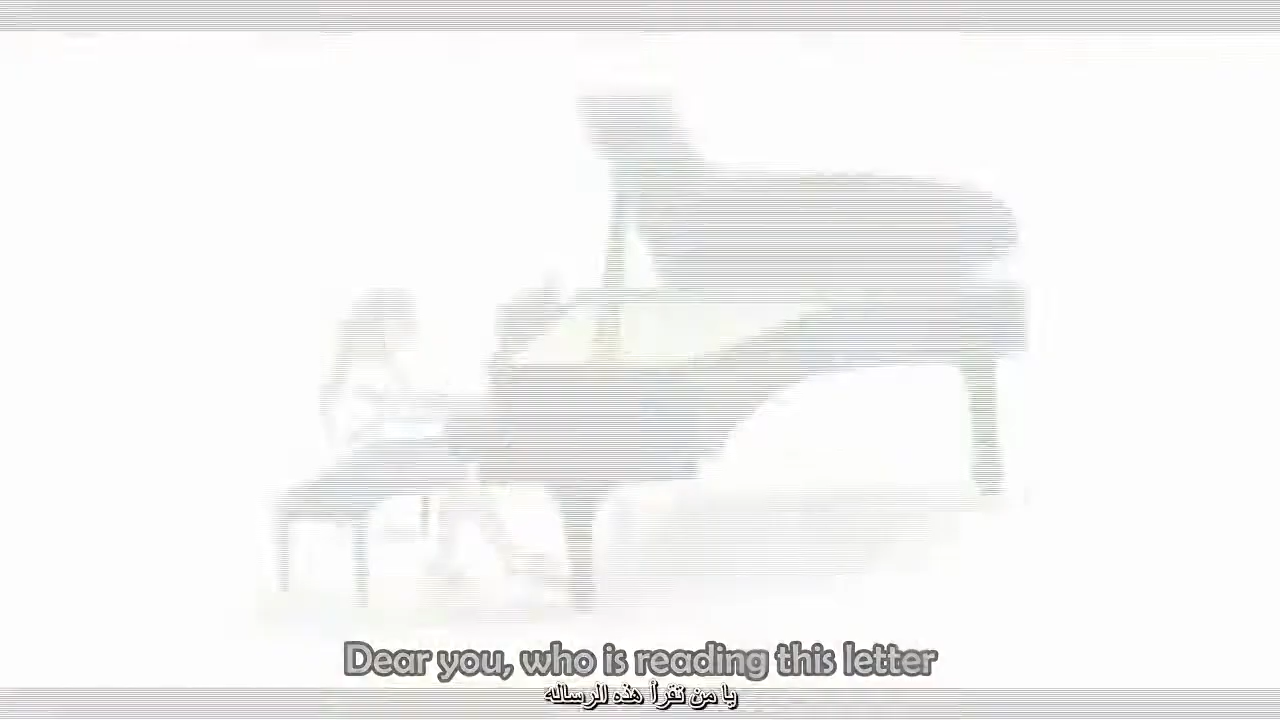 Dear you, who is reading this letter
يا من تقرأ هذه الرساله